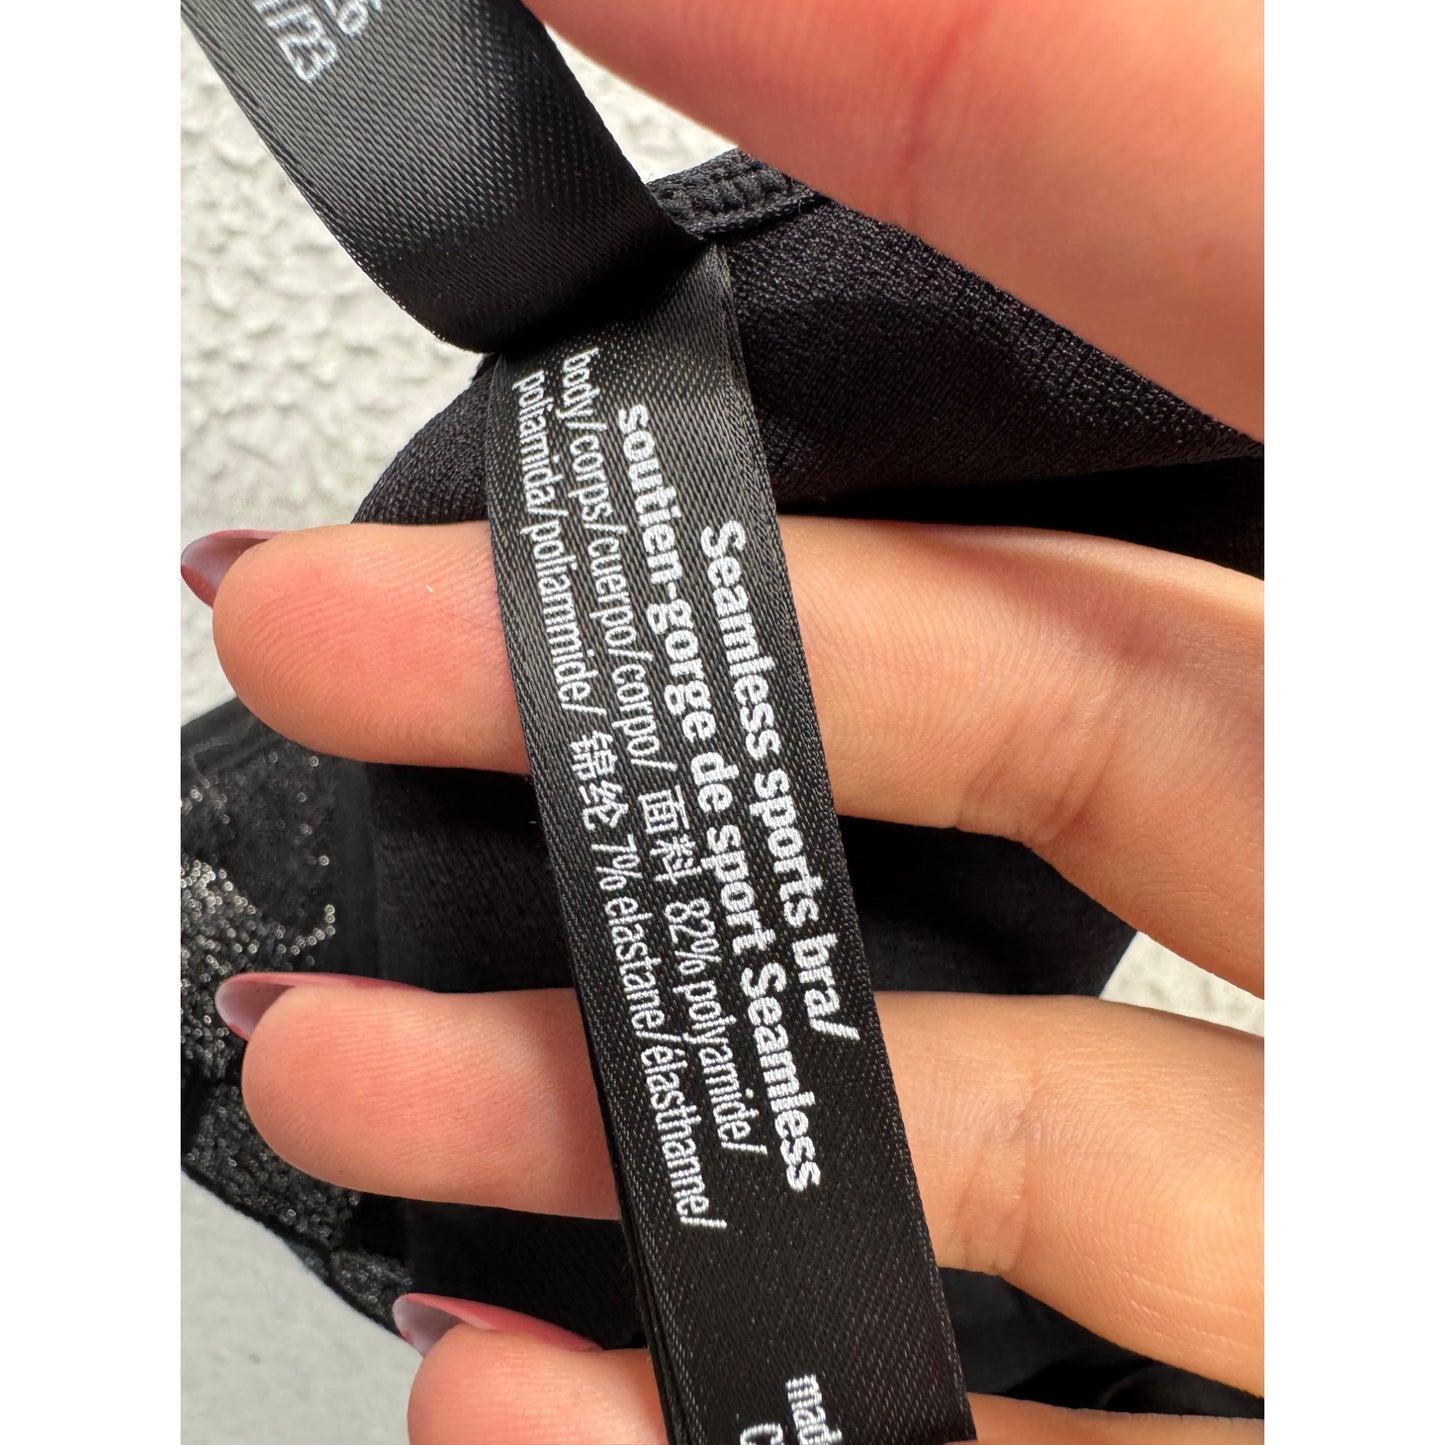 Seamless sports bra/
soutien-gorge de sport Seamless
body/corps/cuerpo/corpo/ 面料 82% polyamide/
poliamida/poliammide/ 锦纶 7% elastane/élasthanne/